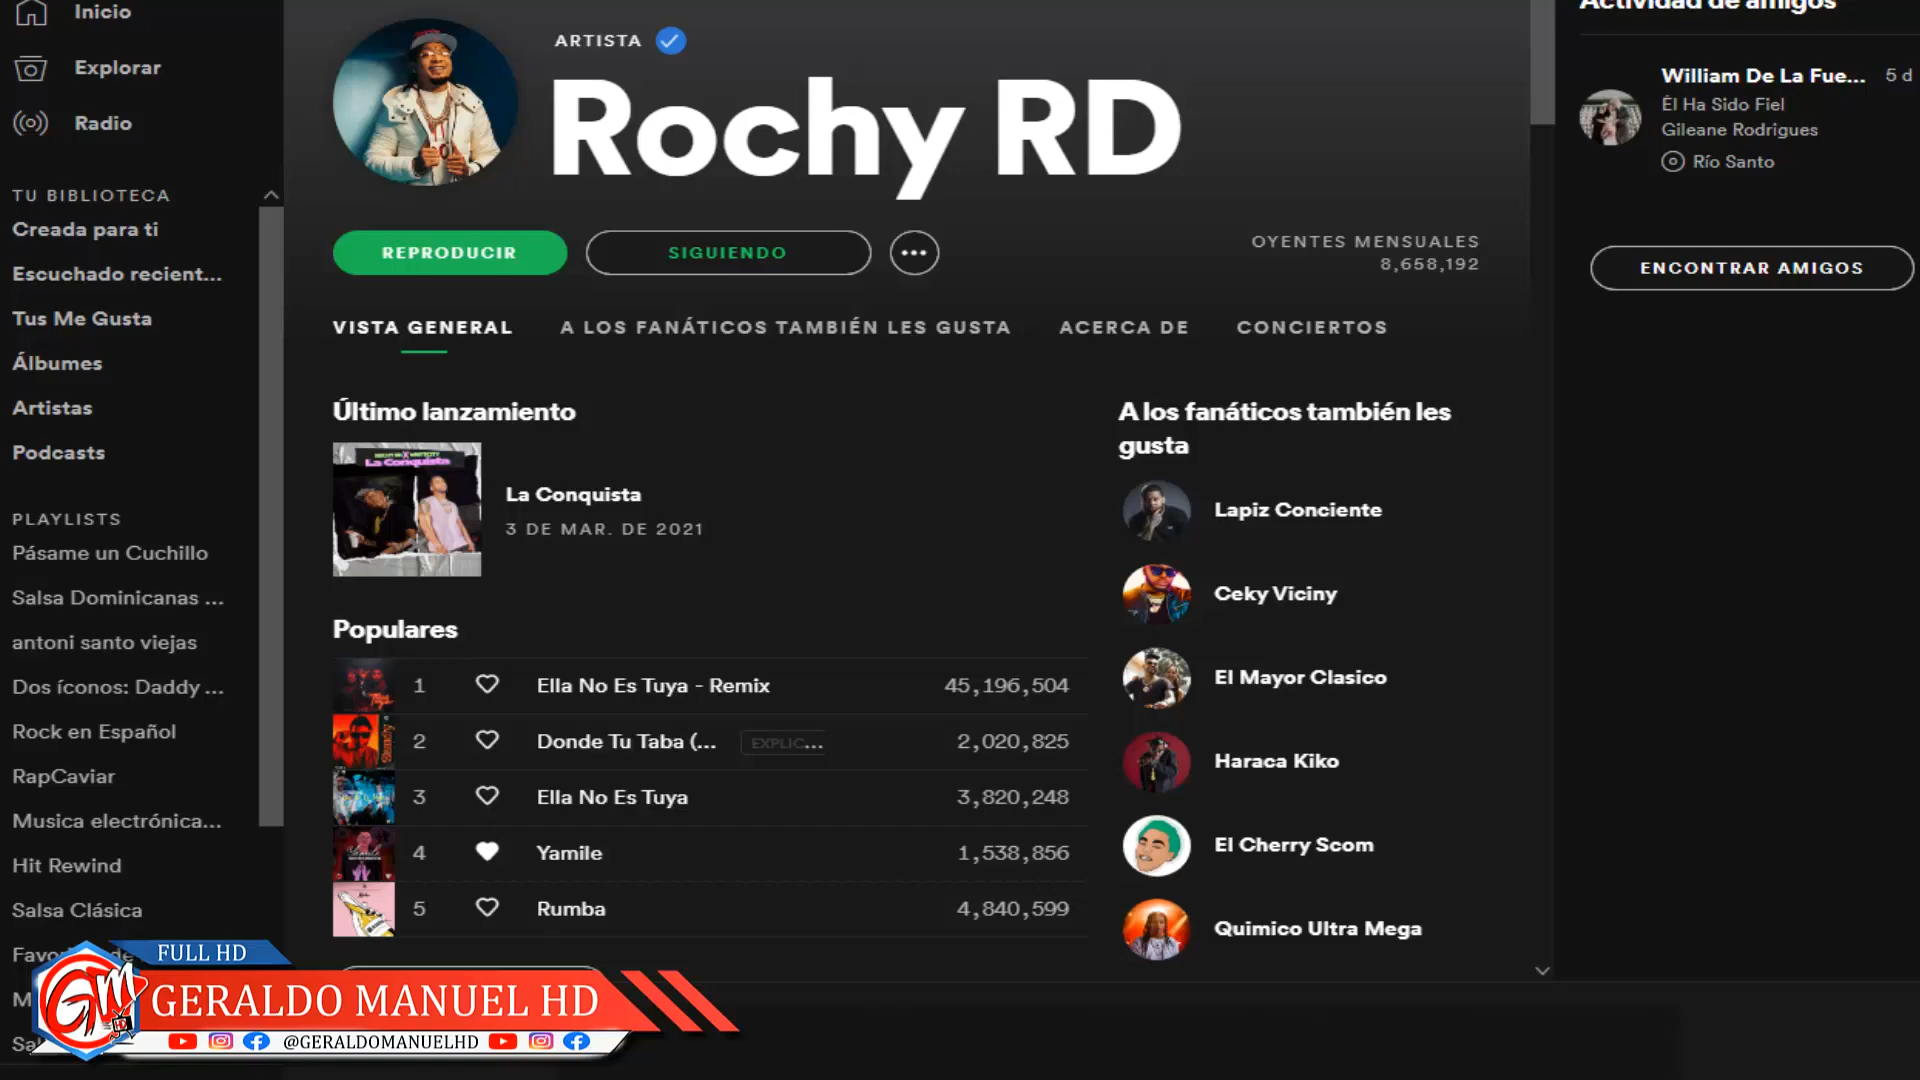 Inicio
Explorar
Radio
TU BIBLIOTECA
Creada para ti
Escuchado recient...
Tus Me Gusta
Álbumes
Artistas
Podcasts
PLAYLISTS
Pásame un Cuchillo
Salsa Dominicanas ...
antoni santo viejas
Dos íconos: Daddy ...
Rock en Español
RapCaviar
Musica electrónica...
Hit Rewind
Salsa Clásica
ARTISTA
Rochy RD
REPRODUCIR
SIGUIENDO
OYENTES MENSUALES
8,658,192
VISTA GENERAL
A LOS FANÁTICOS TAMBIÉN LES GUSTA
ACERCA DE
CONCIERTOS
Último lanzamiento
La Conquista
La Conquista
3 DE MAR. DE 2021
Populares
1 Ella No Es Tuya - Remix 45,196,504
2 Donde Tu Taba (... EXPLIC... 2,020,825
3 Ella No Es Tuya 3,820,248
4 Yamile 1,538,856
5 Rumba 4,840,599
A los fanáticos también les
gusta
Lapiz Conciente
Ceky Viciny
El Mayor Clasico
Haraca Kiko
El Cherry Scom
Quimico Ultra Mega
Actividad de amigos
William De La Fue... 5 d
Él Ha Sido Fiel
Gileane Rodrigues
Río Santo
ENCONTRAR AMIGOS
FULL HD
GM
HD
GERALDO MANUEL HD
@GERALDOMANUELHD